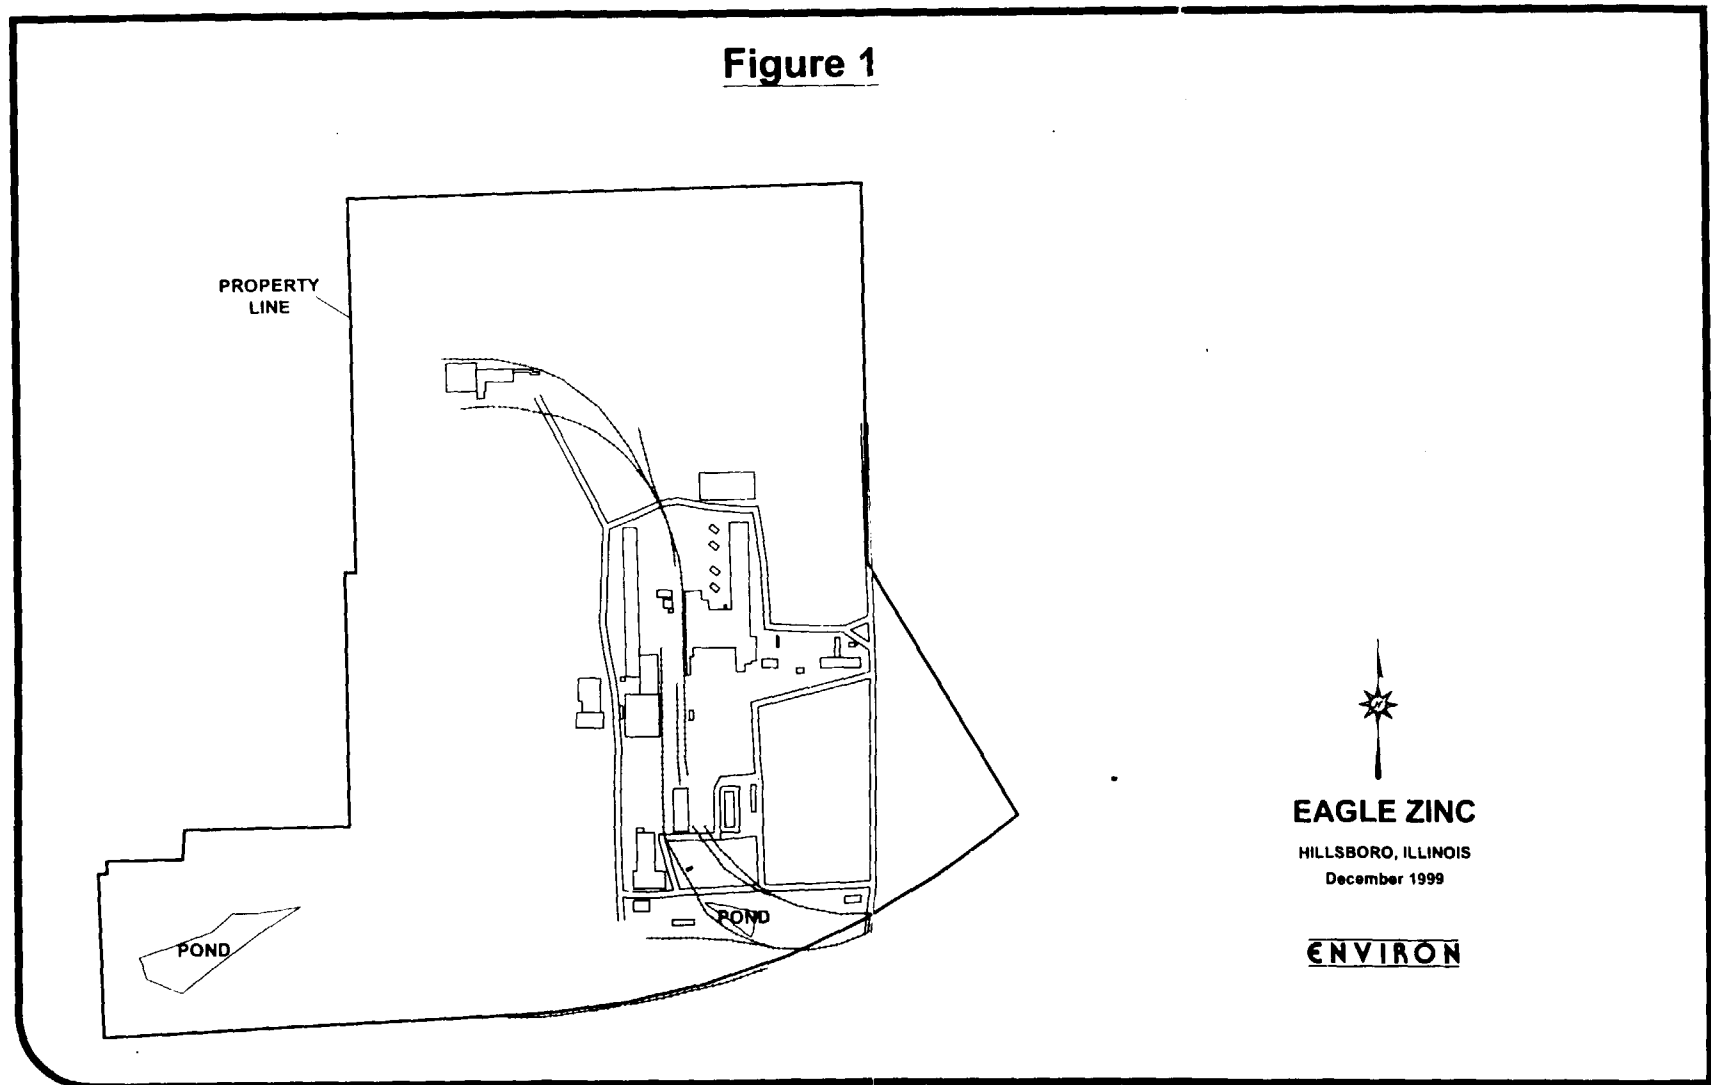 Figure 1
PROPERTY
LINE
POND
POND
N
EAGLE ZINC
HILLSBORO, ILLINOIS
December 1999
ENVIRON